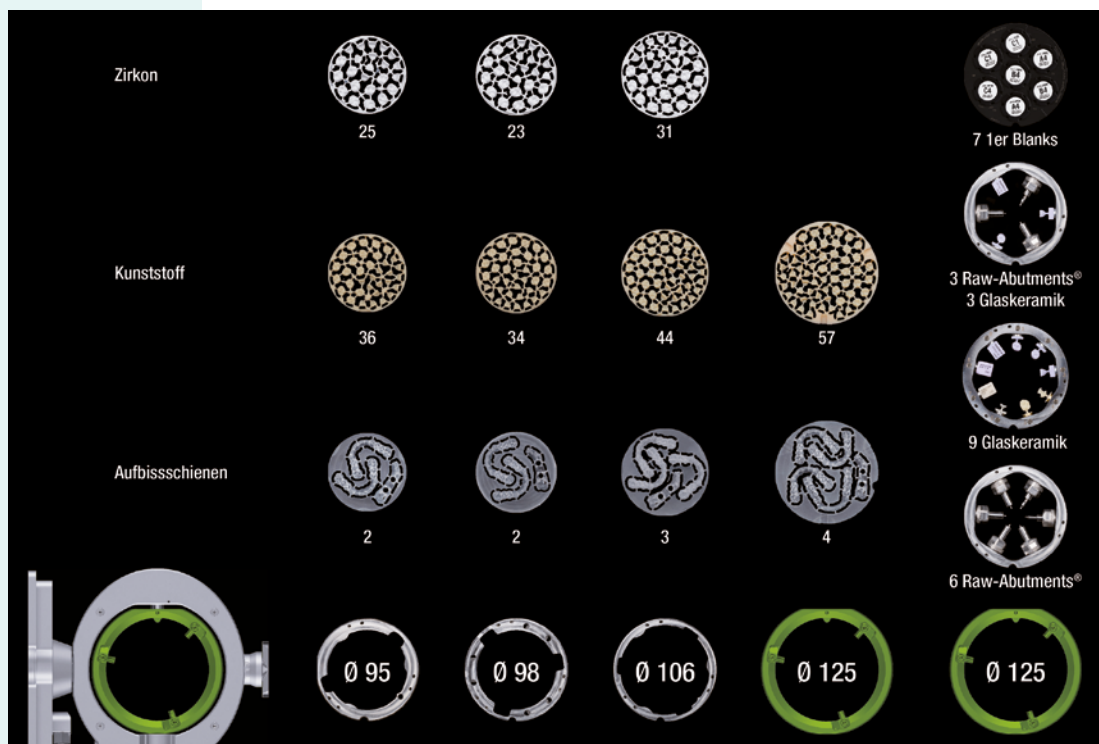 Zirkon
25
23
31
7 1er Blanks
3 Raw-Abutments®
3 Glaskeramik
Kunststoff
36
34
44
57
9 Glaskeramik
Aufbissschienen
2
2
3
4
6 Raw-Abutments®
Ø 95
Ø 98
Ø 106
Ø 125
Ø 125